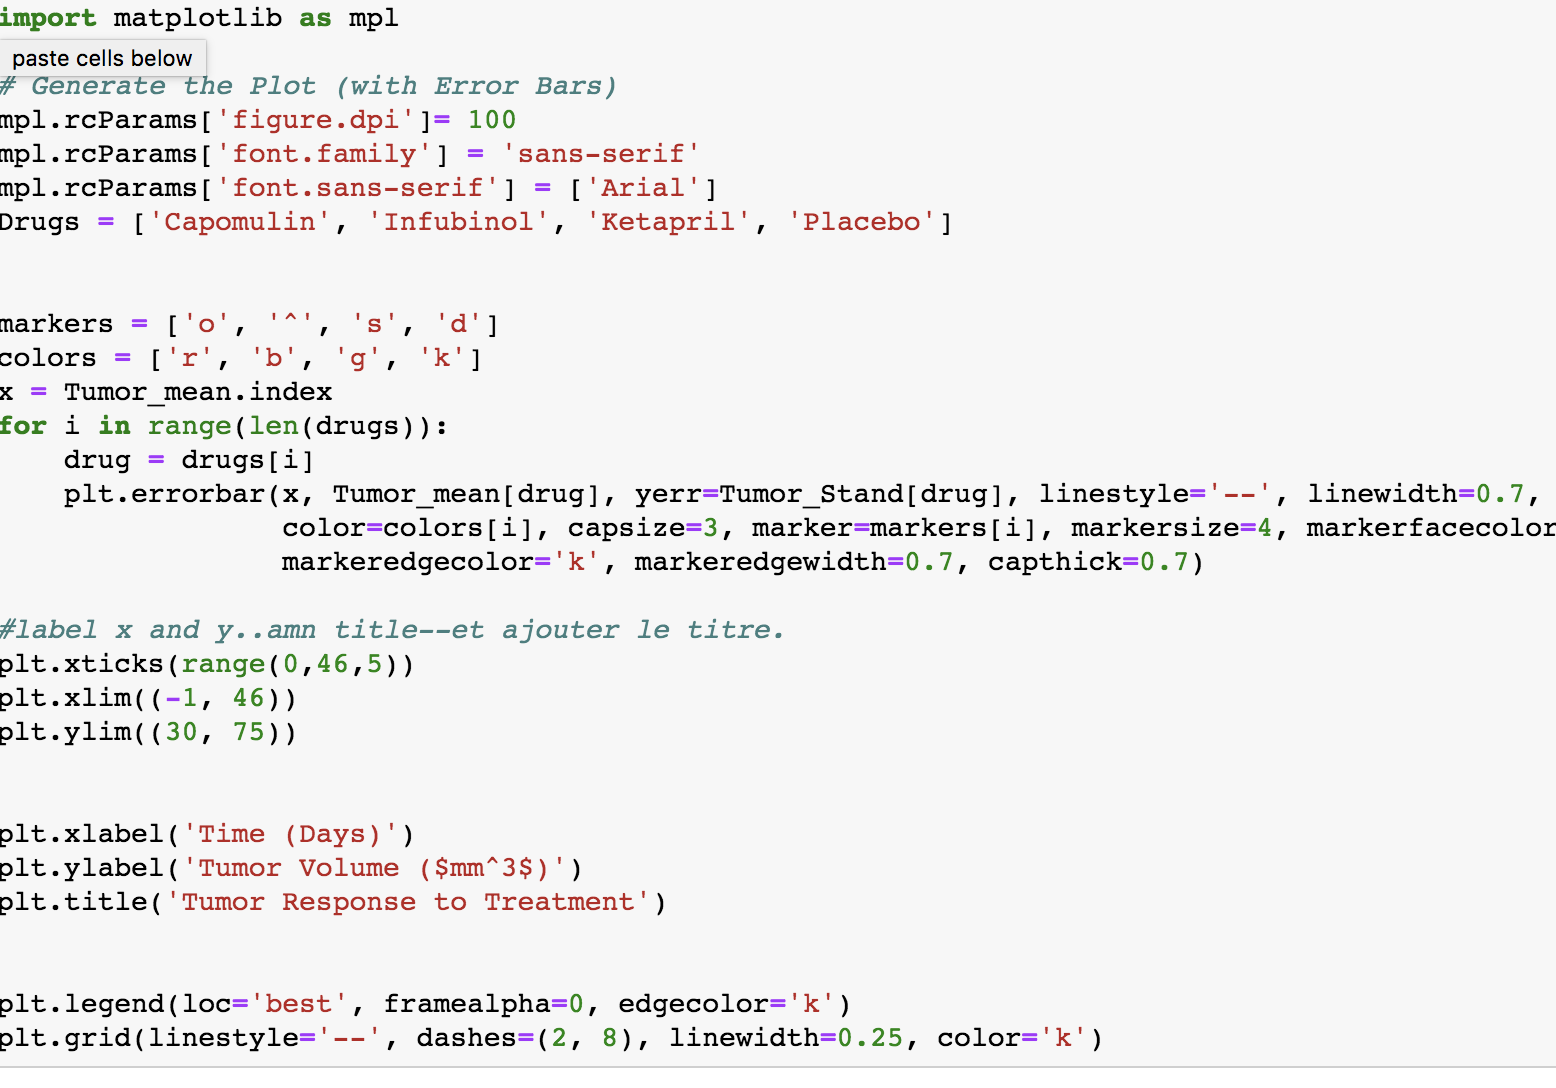 import matplotlib as mpl
paste cells below
# Generate the Plot (with Error Bars)
mpl.rcParams['figure.dpi']= 100
mpl.rcParams['font.family'] = 'sans-serif'
mpl.rcParams['font.sans-serif'] = ['Arial']
Drugs = ['Capomulin', 'Infubinol', 'Ketapril', 'Placebo']
markers = ['o', '^', 's', 'd']
colors = ['r', 'b', 'g', 'k']
x = Tumor_mean.index
for i in range(len(drugs)):
    drug = drugs[i]
    plt.errorbar(x, Tumor_mean[drug], yerr=Tumor_Stand[drug], linestyle='--', linewidth=0.7,
                 color=colors[i], capsize=3, marker=markers[i], markersize=4, markerfacecolor
                 markeredgecolor='k', markeredgewidth=0.7, capthick=0.7)
#label x and y..amn title--et ajouter le titre.
plt.xticks(range(0,46,5))
plt.xlim((-1, 46))
plt.ylim((30, 75))
plt.xlabel('Time (Days)')
plt.ylabel('Tumor Volume ($mm^3$)')
plt.title('Tumor Response to Treatment')
plt.legend(loc='best', framealpha=0, edgecolor='k')
plt.grid(linestyle='--', dashes=(2, 8), linewidth=0.25, color='k')